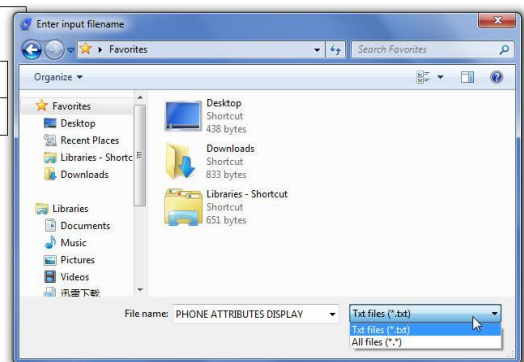 Enter input filename
Favorites
Search Favorites
Organize
Favorites
Desktop
Recent Places
Libraries - Shortc
Downloads
Libraries
Documents
Music
Pictures
Videos
迅雷下载
Desktop
Shortcut
438 bytes
Downloads
Shortcut
833 bytes
Libraries - Shortcut
Shortcut
651 bytes
File name: PHONE ATTRIBUTES DISPLAY Txt files (*.txt)
Txt files (*.txt)
All files (*.*)